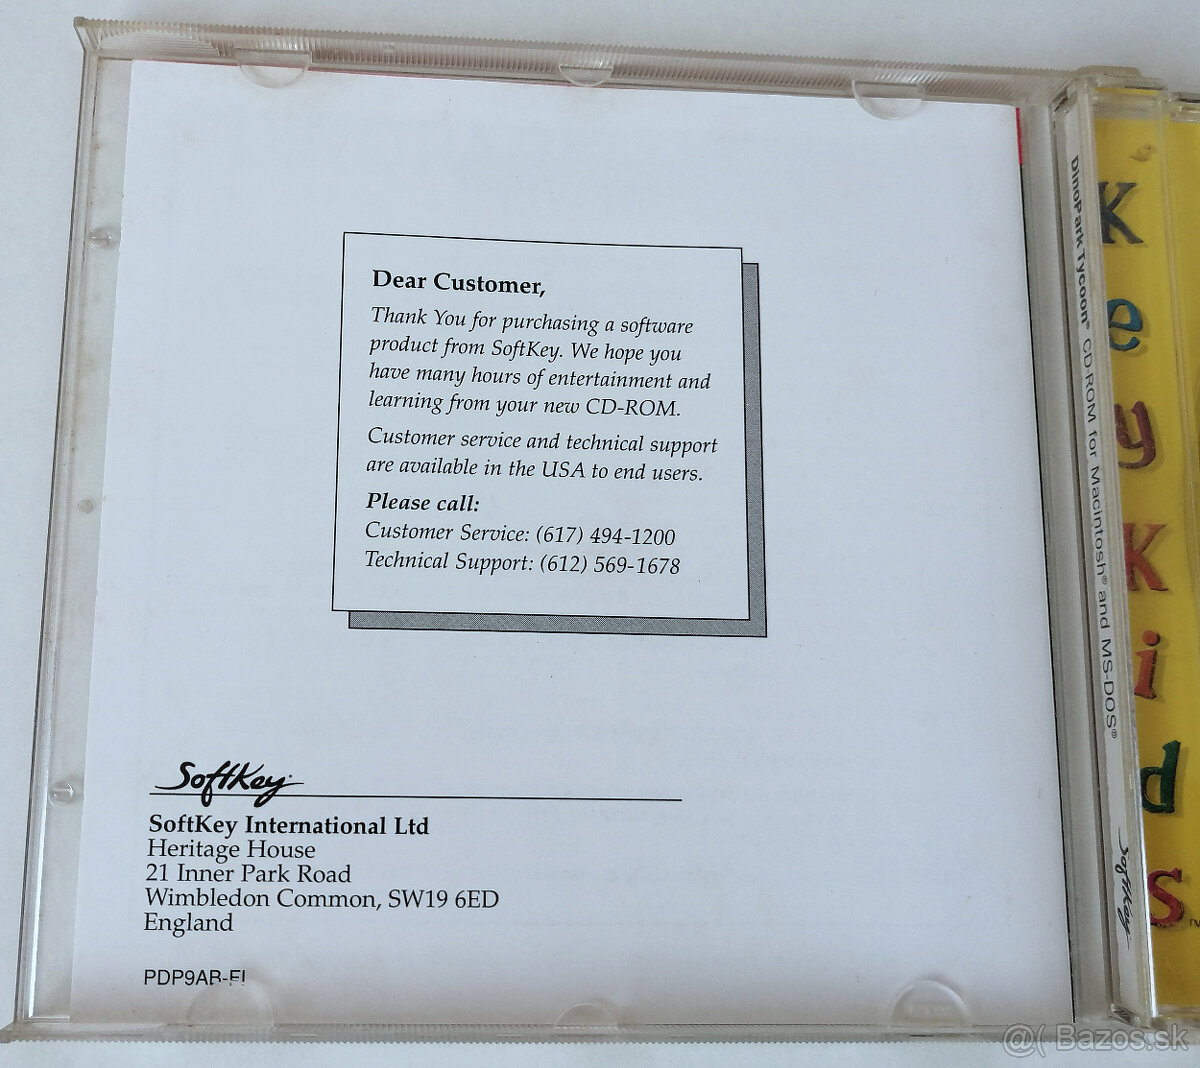 Dear Customer,
Thank You for purchasing a software
product from SoftKey. We hope you
have many hours of entertainment and
learning from your new CD-ROM.
Customer service and technical support
are available in the USA to end users.
Please call:
Customer Service: (617) 494-1200
Technical Support: (612) 569-1678
SoftKey
SoftKey International Ltd
Heritage House
21 Inner Park Road
Wimbledon Common, SW19 6ED
England
DinoPark Tycoon® CD-ROM for Macintosh® and MS-DOS®
SoftKey
KeyKids™
@( Bazos.sk